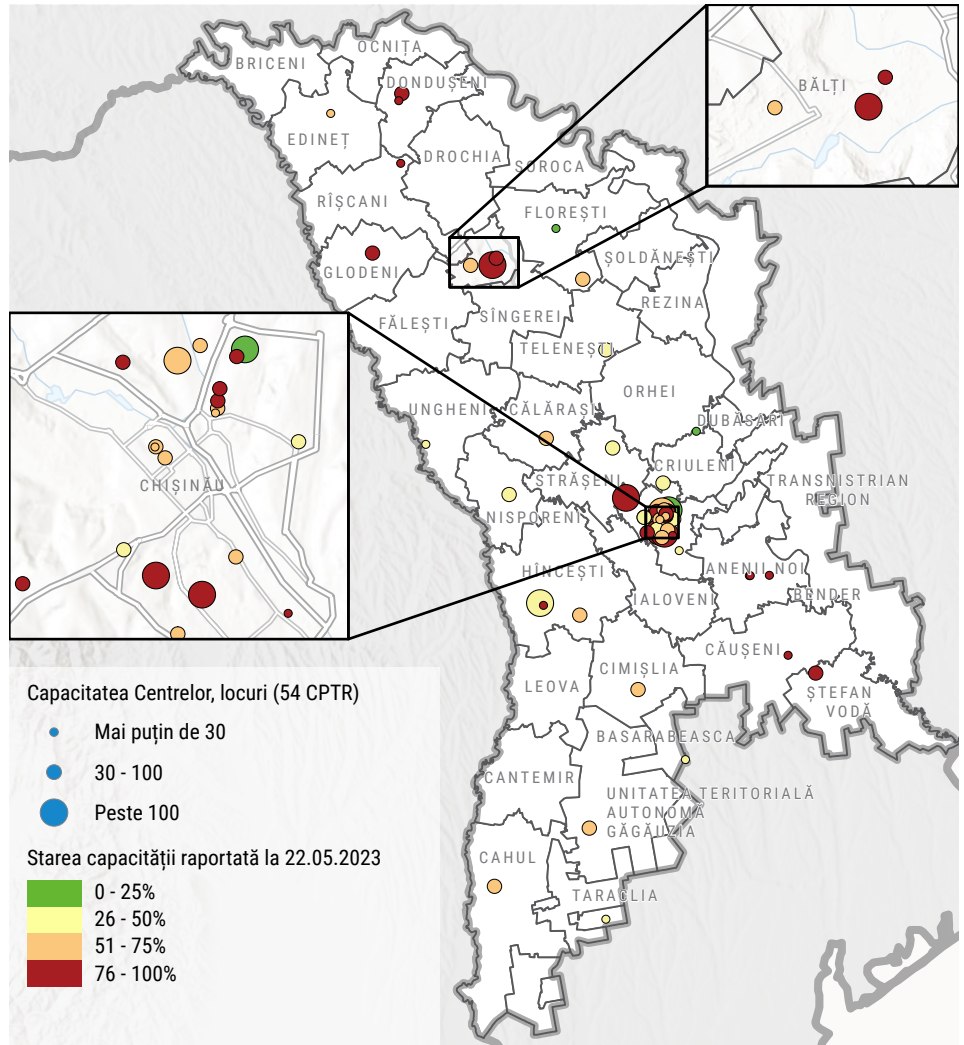 OCNIȚA
BRICENI
DONDUȘENI
EDINEȚ
DROCHIA
SOROCA
RÎȘCANI
FLOREȘTI
BĂLȚI
GLODENI
ȘOLDĂNEȘTI
REZINA
FĂLEȘTI
SÎNGEREI
TELENEȘTI
ORHEI
UNGHENI
CĂLĂRAȘI
DUBĂSARI
CRIULENI
STRĂȘENI
TRANSNISTRIAN
REGION
CHIȘINĂU
NISPORENI
HÎNCEȘTI
ANENII NOI
BENDER
IALOVENI
CĂUȘENI
CIMIȘLIA
LEOVA
ȘTEFAN
VODĂ
BASARABEASCA
CANTEMIR
UNITATEA TERITORIALĂ
AUTONOMĂ
GĂGĂUZIA
CAHUL
TARACLIA
Capacitatea Centrelor, locuri (54 CPTR)
Mai puțin de 30
30 - 100
Peste 100
Starea capacității raportată la 22.05.2023
0 - 25%
26 - 50%
51 - 75%
76 - 100%